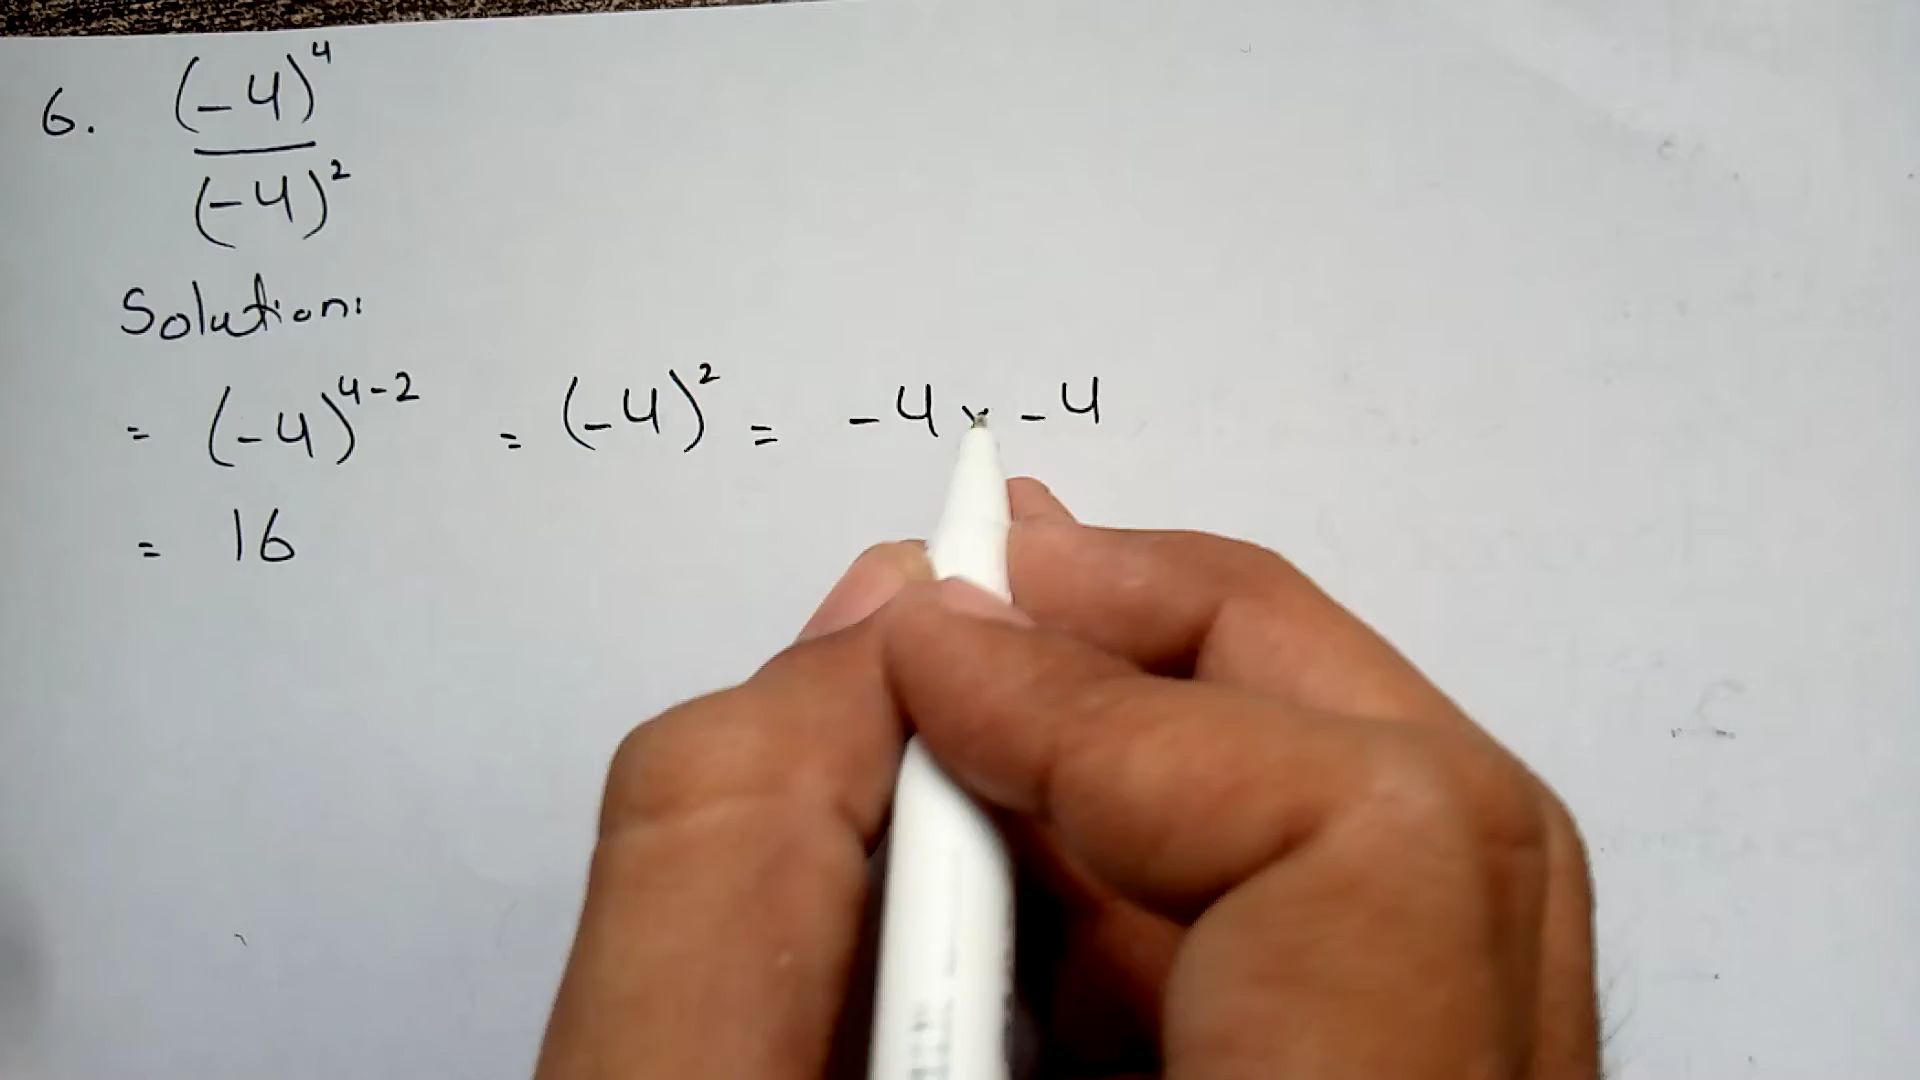 6. (-4)^4 / (-4)^2
Solution:
= (-4)^4-2 = (-4)^2 = -4 × -4
= 16